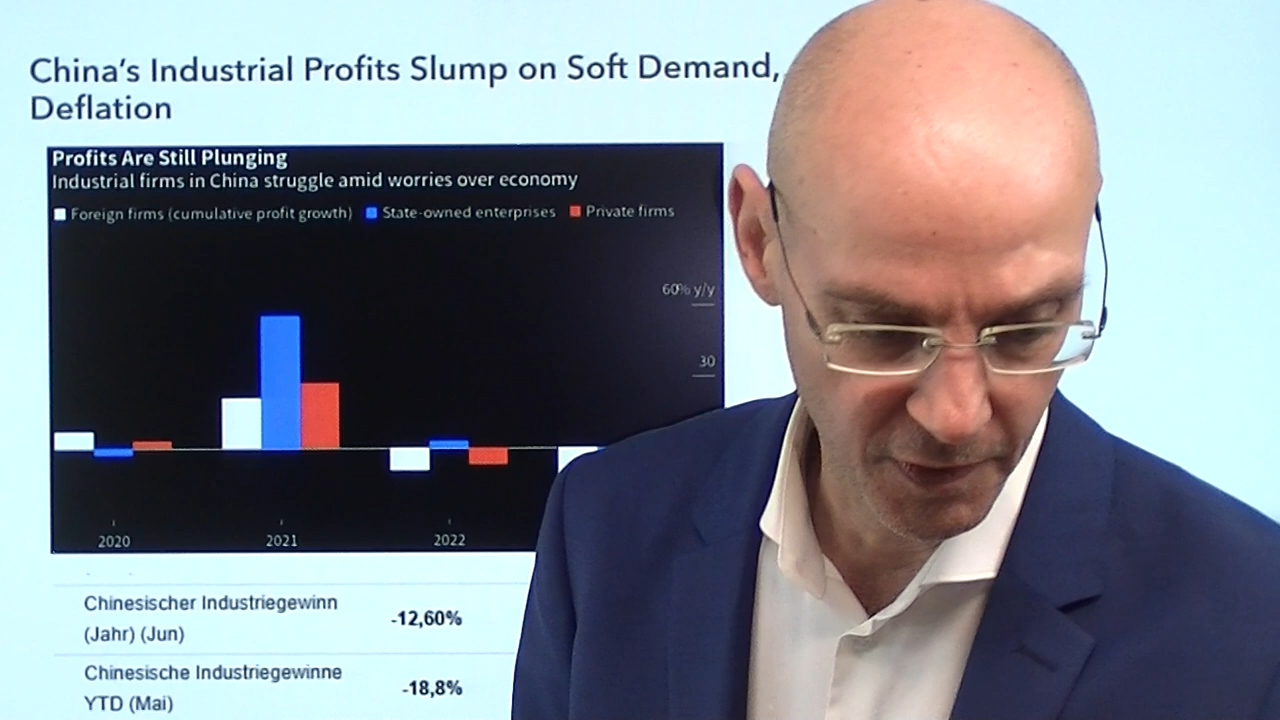 China's Industrial Profits Slump on Soft Demand,
Deflation
Profits Are Still Plunging
Industrial firms in China struggle amid worries over economy
Foreign firms (cumulative profit growth) State-owned enterprises Private firms
60% y/y
30
2020 2021 2022
Chinesischer Industriegewinn
(Jahr) (Jun)
-12,60%
Chinesische Industriegewinne
YTD (Mai)
-18,8%